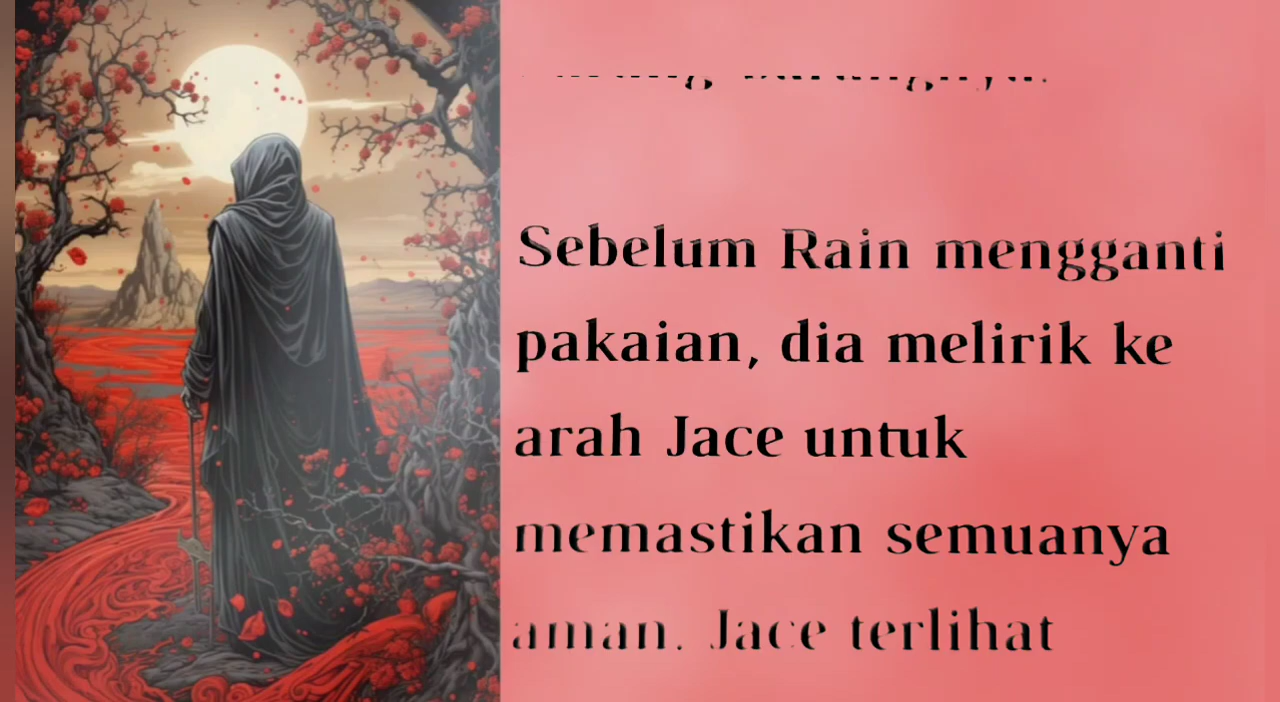 Sebelum Rain mengganti
pakaian, dia melirik ke
arah Jace untuk
memastikan semuanya
aman. Jace terlihat